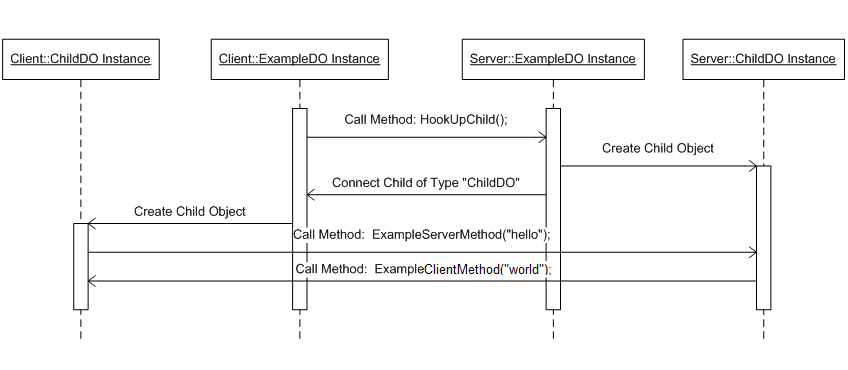 Client::ChildDO Instance
Client::ExampleDO Instance
Server::ExampleDO Instance
Server::ChildDO Instance
Call Method: HookUpChild();
Create Child Object
Connect Child of Type "ChildDO"
Create Child Object
Call Method:  ExampleServerMethod("hello");
Call Method:  ExampleClientMethod("world");